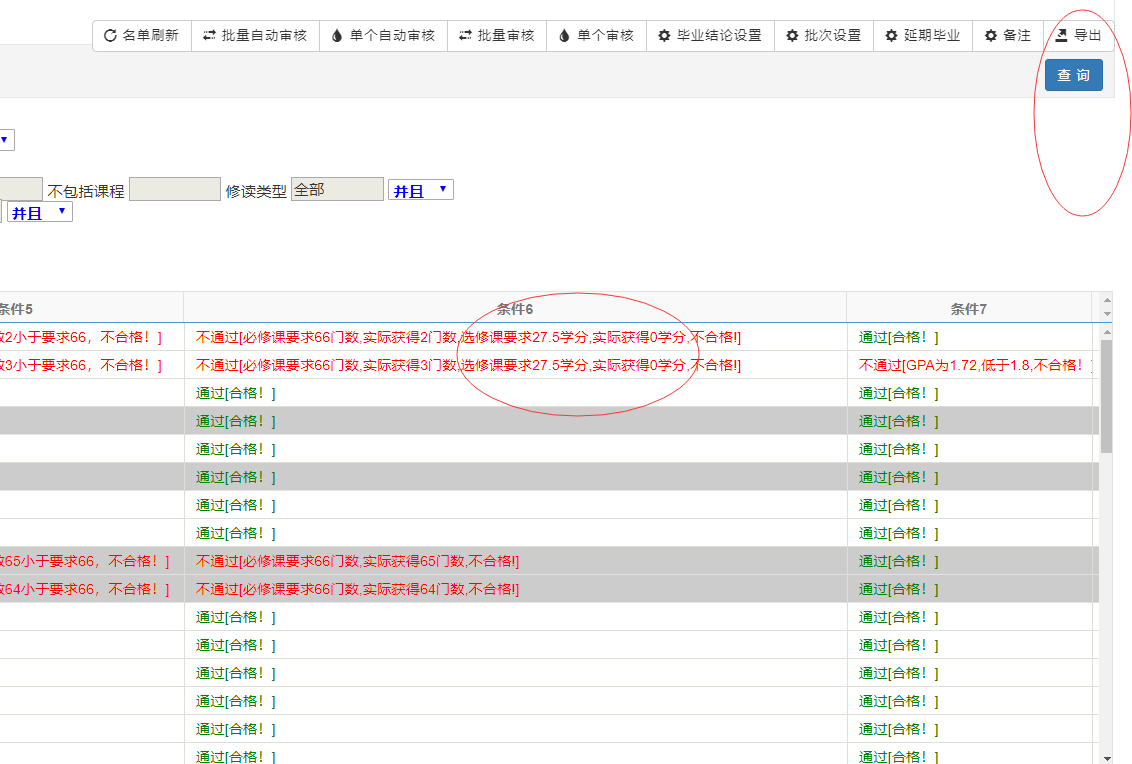 名单刷新 批量自动审核 单个自动审核 批量审核 单个审核 毕业结论设置 批次设置 延期毕业 备注 导出
查 询
不包括课程 修读类型 全部 并且
并且
条件5 条件6 条件7
数2小于要求66，不合格！] 不通过[必修课要求66门数,实际获得2门数,选修课要求27.5学分,实际获得0学分,不合格!] 通过[合格！]
数3小于要求66，不合格！] 不通过[必修课要求66门数,实际获得3门数,选修课要求27.5学分,实际获得0学分,不合格!] 不通过[GPA为1.72,低于1.8,不合格！]
通过[合格！] 通过[合格！]
通过[合格！] 通过[合格！]
通过[合格！] 通过[合格！]
通过[合格！] 通过[合格！]
通过[合格！] 通过[合格！]
通过[合格！] 通过[合格！]
数65小于要求66，不合格！] 不通过[必修课要求66门数,实际获得65门数,不合格!] 通过[合格！]
数64小于要求66，不合格！] 不通过[必修课要求66门数,实际获得64门数,不合格!] 通过[合格！]
通过[合格！] 通过[合格！]
通过[合格！] 通过[合格！]
通过[合格！] 通过[合格！]
通过[合格！] 通过[合格！]
通过[合格！] 通过[合格！]
通过[合格！] 通过[合格！]